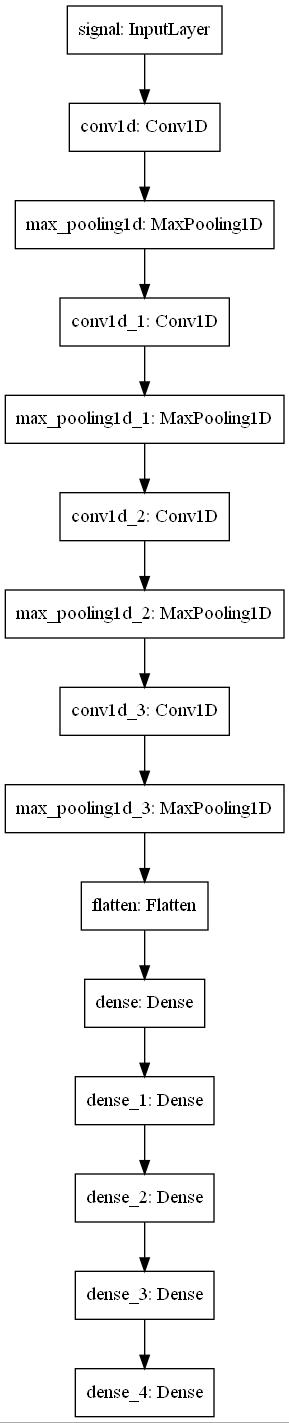 signal: InputLayer
conv1d: Conv1D
max_pooling1d: MaxPooling1D
conv1d_1: Conv1D
max_pooling1d_1: MaxPooling1D
conv1d_2: Conv1D
max_pooling1d_2: MaxPooling1D
conv1d_3: Conv1D
max_pooling1d_3: MaxPooling1D
flatten: Flatten
dense: Dense
dense_1: Dense
dense_2: Dense
dense_3: Dense
dense_4: Dense